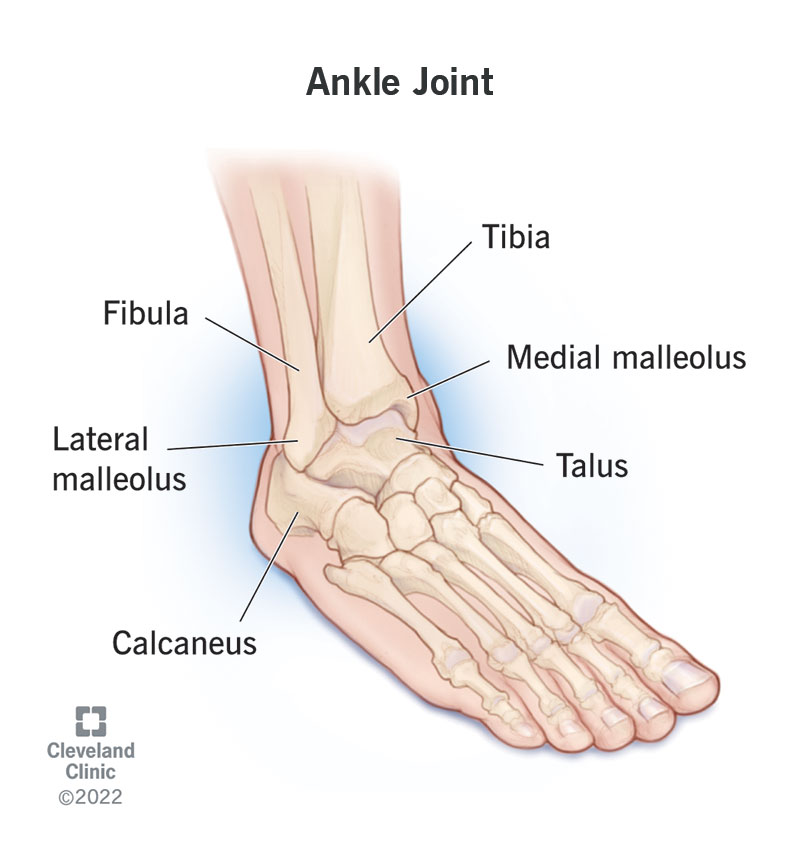 Ankle Joint
Tibia
Fibula
Medial malleolus
Lateral
malleolus
Talus
Calcaneus
Cleveland
Clinic
©2022